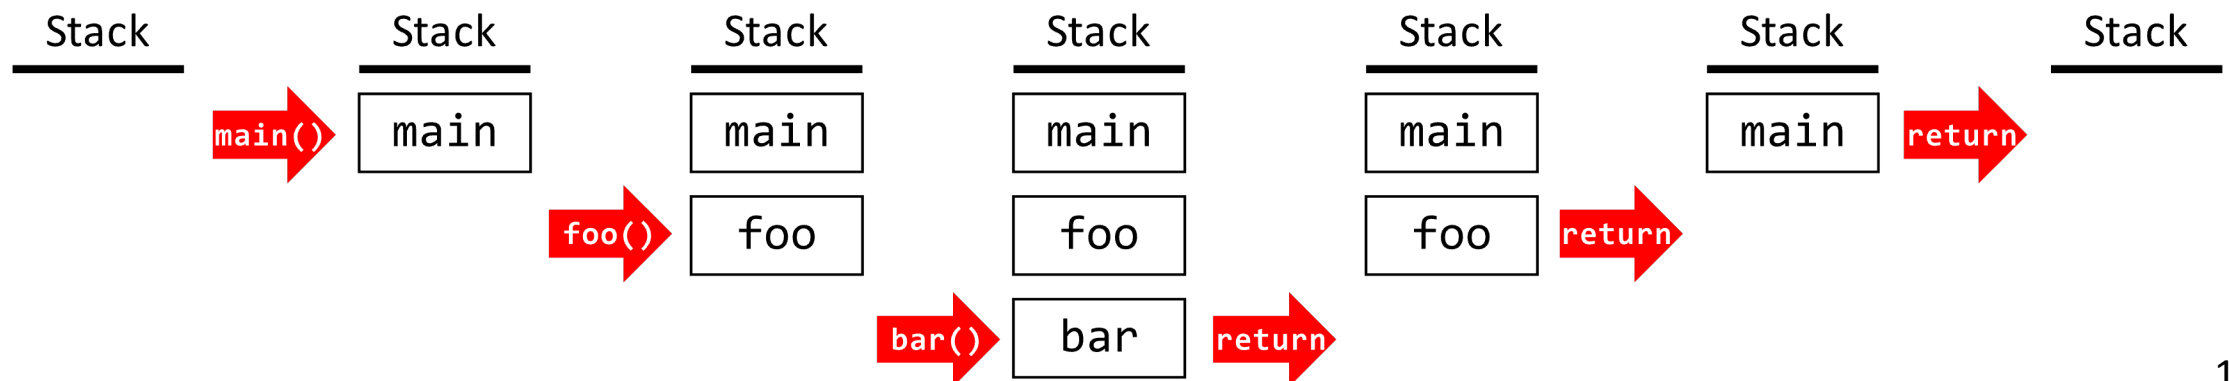 Stack Stack Stack Stack Stack Stack Stack
main() main main main main main return
foo() foo foo foo return
bar() bar return
1